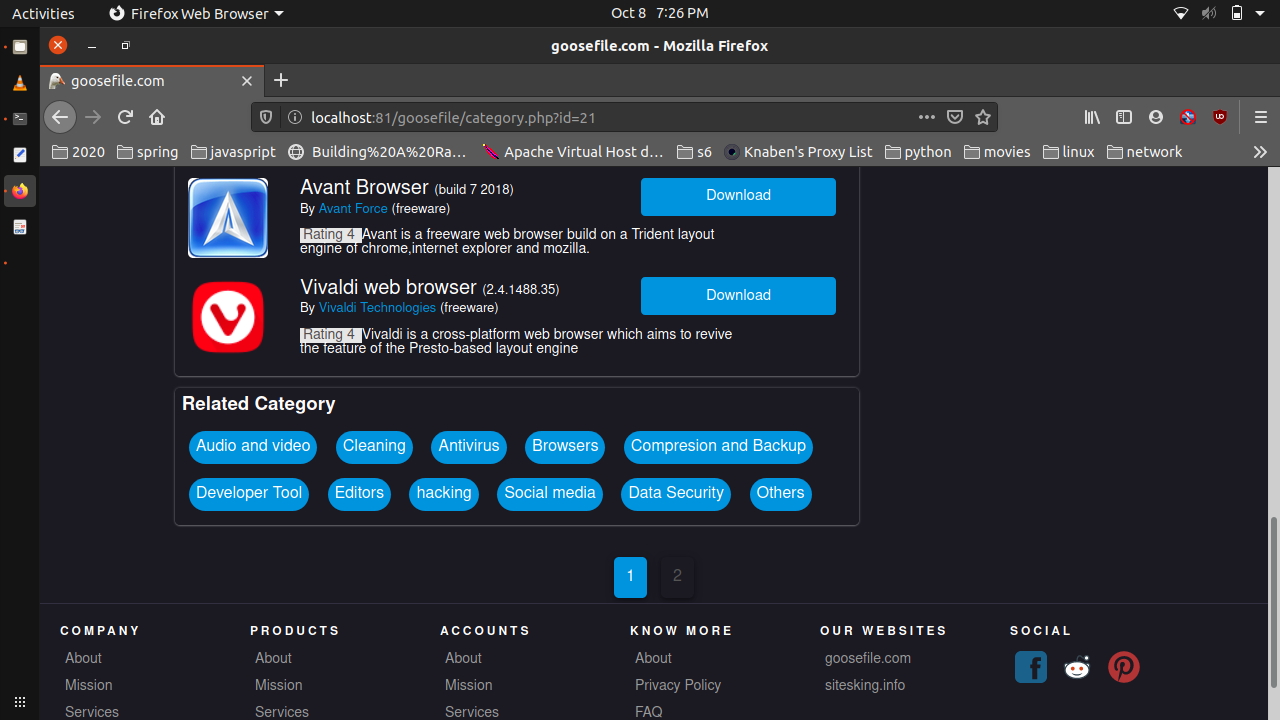 Activities Firefox Web Browser Oct 8 7:26 PM
goosefile.com - Mozilla Firefox
goosefile.com
localhost:81/goosefile/category.php?id=21
2020 spring javasript Building%20A%20Ra… Apache Virtual Host d… s6 Knaben's Proxy List python movies linux network
Avant Browser (build 7 2018) Download
By Avant Force (freeware)
Rating 4 Avant is a freeware web browser build on a Trident layout
engine of chrome,internet explorer and mozilla.
Vivaldi web browser (2.4.1488.35) Download
By Vivaldi Technologies (freeware)
Rating 4 Vivaldi is a cross-platform web browser which aims to revive
the feature of the Presto-based layout engine
Related Category
Audio and video Cleaning Antivirus Browsers Compresion and Backup
Developer Tool Editors hacking Social media Data Security Others
1 2
COMPANY PRODUCTS ACCOUNTS KNOW MORE OUR WEBSITES SOCIAL
About About About About goosefile.com
Mission Mission Mission Privacy Policy sitesking.info
Services Services Services FAQ